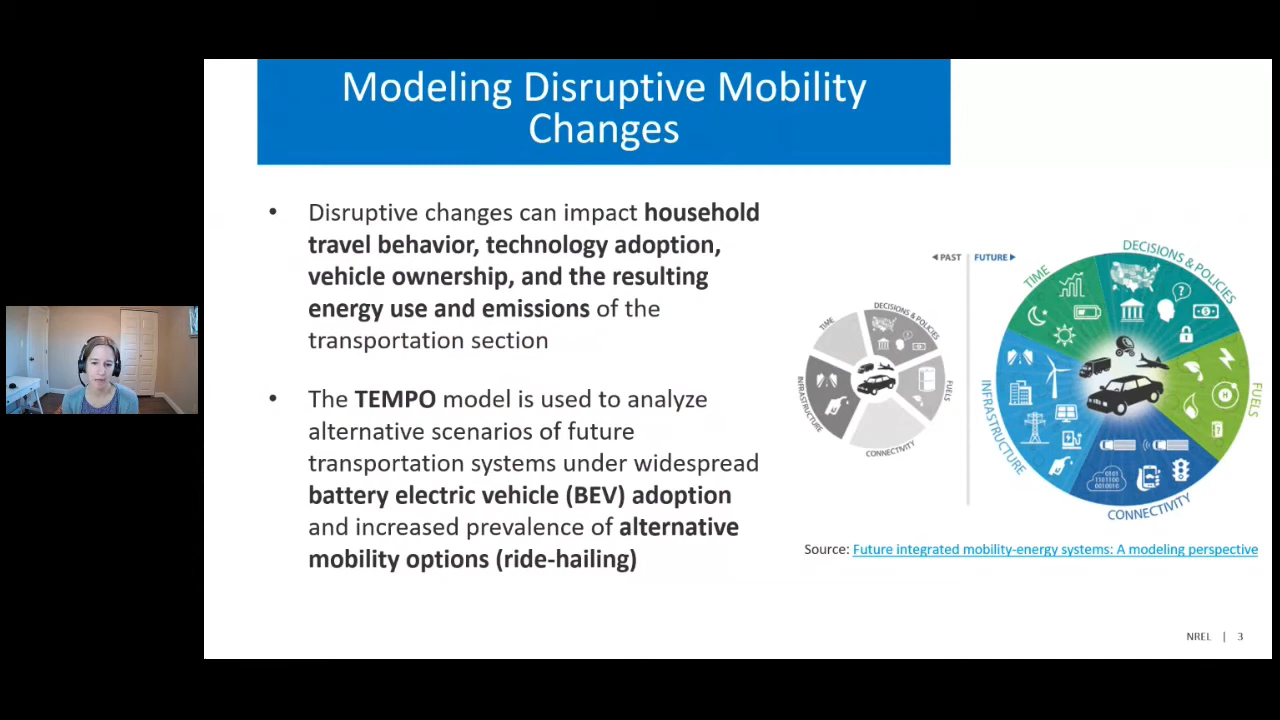 Modeling Disruptive Mobility
Changes
• Disruptive changes can impact household
travel behavior, technology adoption,
vehicle ownership, and the resulting
energy use and emissions of the
transportation section
• The TEMPO model is used to analyze
alternative scenarios of future
transportation systems under widespread
battery electric vehicle (BEV) adoption
and increased prevalence of alternative
mobility options (ride-hailing)
◀ PAST
FUTURE ▶
TIME
DECISIONS & POLICIES
FUELS
CONNECTIVITY
INFRASTRUCTURE
TIME
DECISIONS & POLICIES
?
$
H
FUELS
0101
1101100
0010010
CONNECTIVITY
INFRASTRUCTURE
Source: Future integrated mobility-energy systems: A modeling perspective
NREL | 3